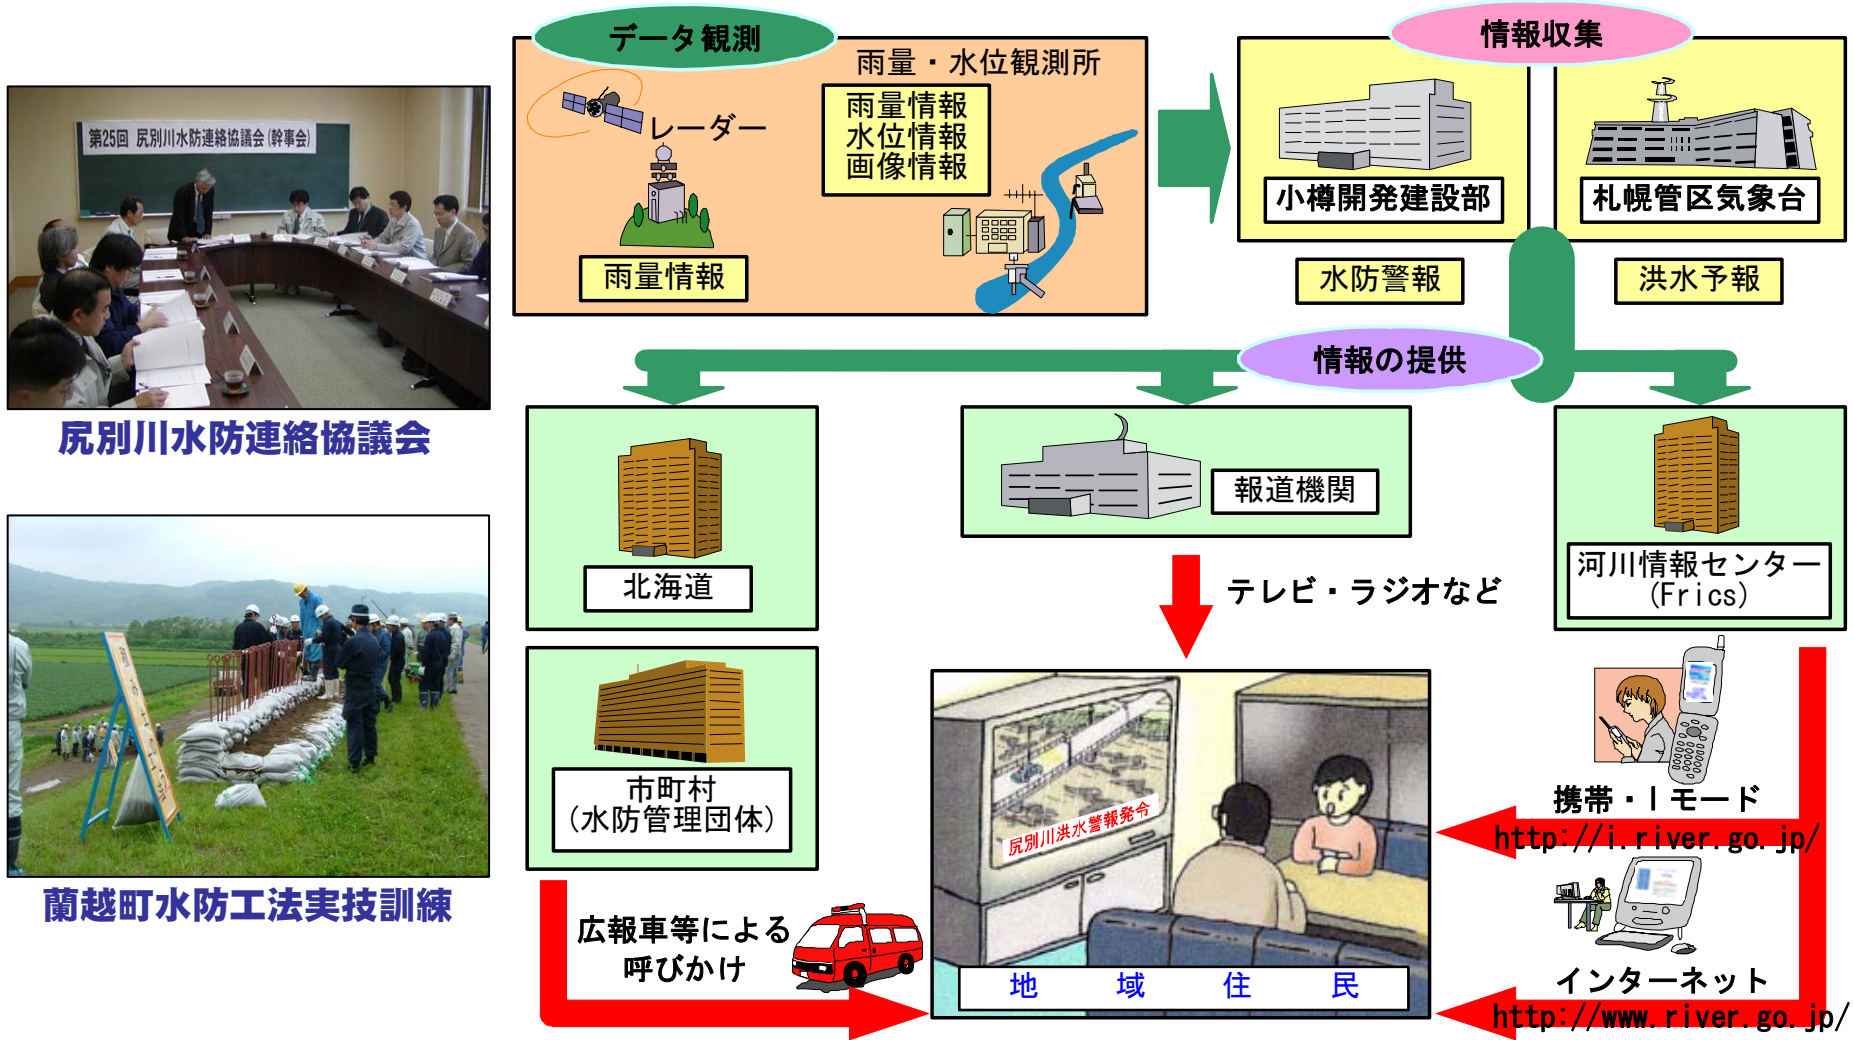 データ観測
雨量・水位観測所
レーダー
雨量情報
水位情報
画像情報
雨量情報
情報収集
小樽開発建設部
札幌管区気象台
水防警報
洪水予報
情報の提供
第25回 尻別川水防連絡協議会(幹事会)
尻別川水防連絡協議会
蘭越町水防工法実技訓練
北海道
市町村
(水防管理団体)
報道機関
河川情報センター
(Frics)
テレビ・ラジオなど
尻別川洪水警報発令
地域住民
広報車等による
呼びかけ
携帯・Iモード
http://i.river.go.jp/
インターネット
http://www.river.go.jp/